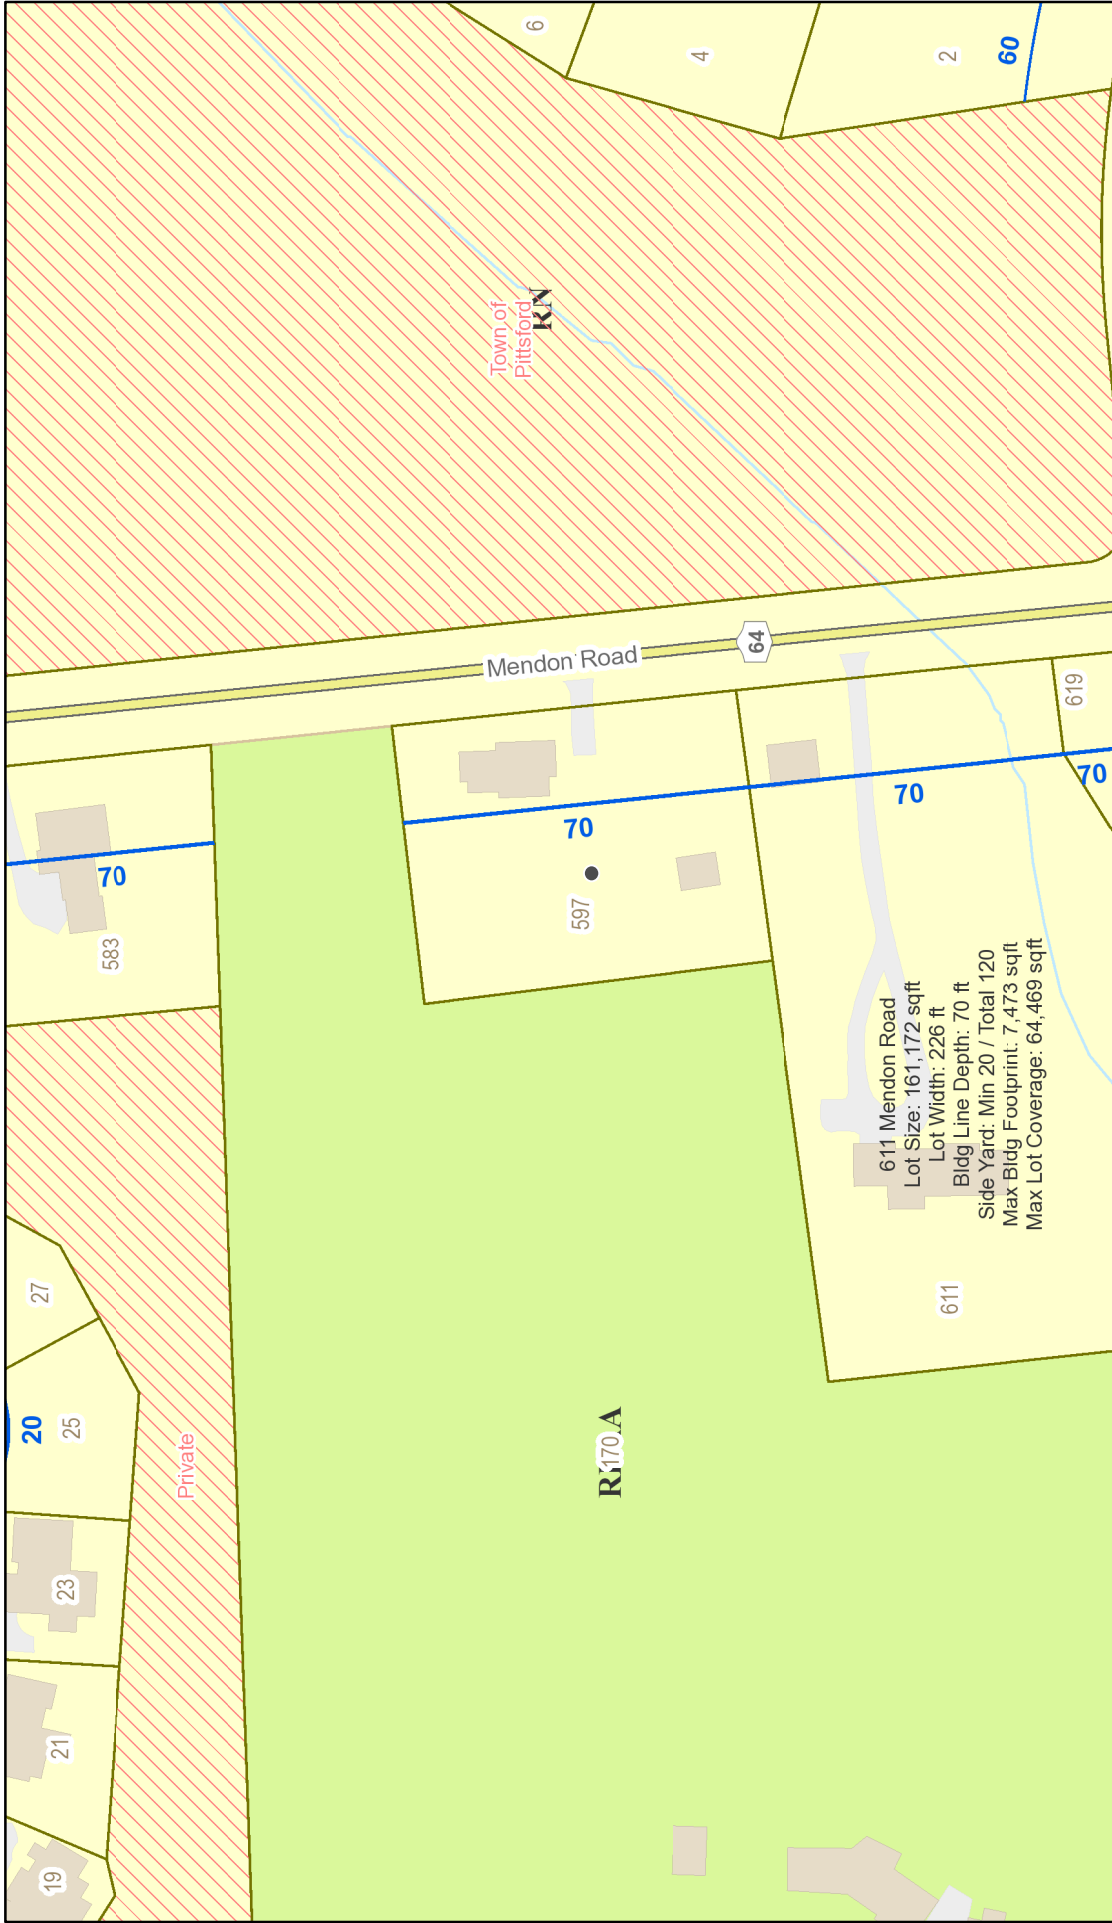 6
4
2
60
Town of
Pittsford
RN
Mendon Road
64
619
70
583
70
597
70
70
611 Mendon Road
Lot Size: 161,172 sqft
Lot Width: 226 ft
Bldg Line Depth: 70 ft
Side Yard: Min 20 / Total 120
Max Bldg Footprint: 7,473 sqft
Max Lot Coverage: 64,469 sqft
611
27
20
25
Private
170
23
21
19